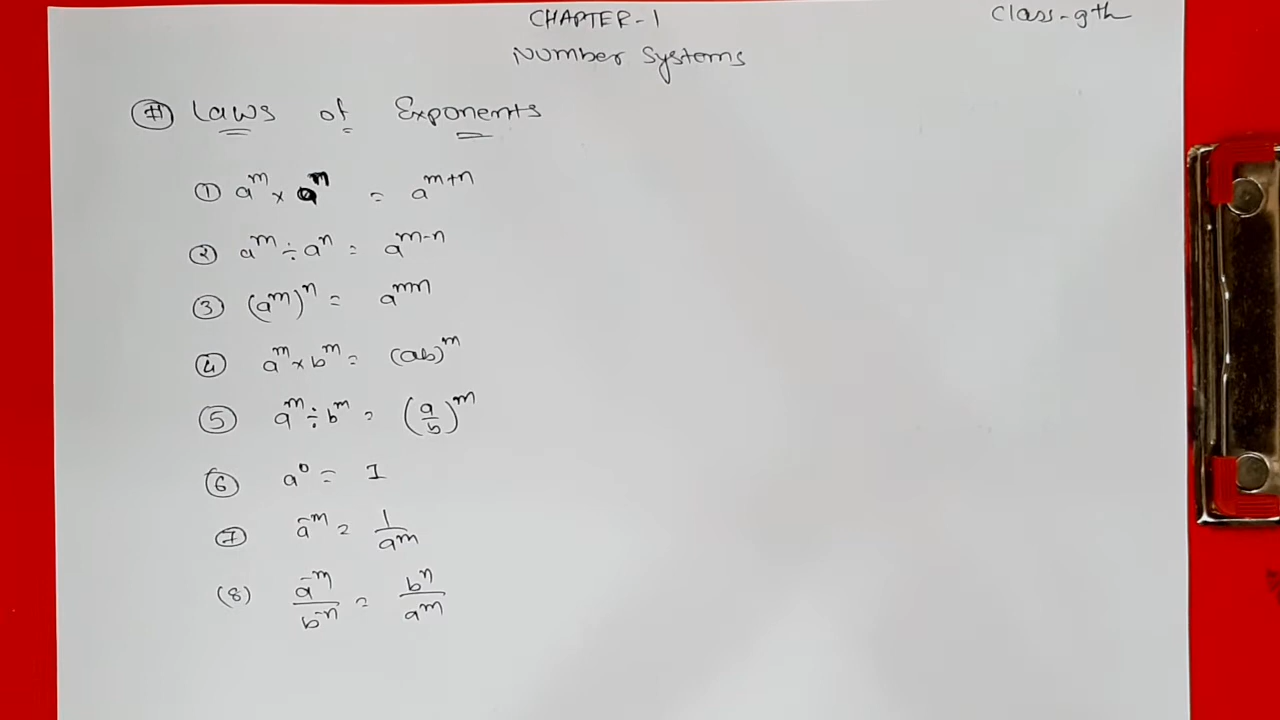 CHAPTER-1
Class-9th
Number Systems
# Laws of Exponents
① a^m × a^n = a^(m+n)
② a^m ÷ a^n = a^(m-n)
③ (a^m)^n = a^(mn)
④ a^m × b^m = (ab)^m
⑤ a^m ÷ b^m = (a/b)^m
⑥ a^0 = 1
⑦ a^-m = 1/a^m
(8) a^-m/b^-n = b^n/a^m